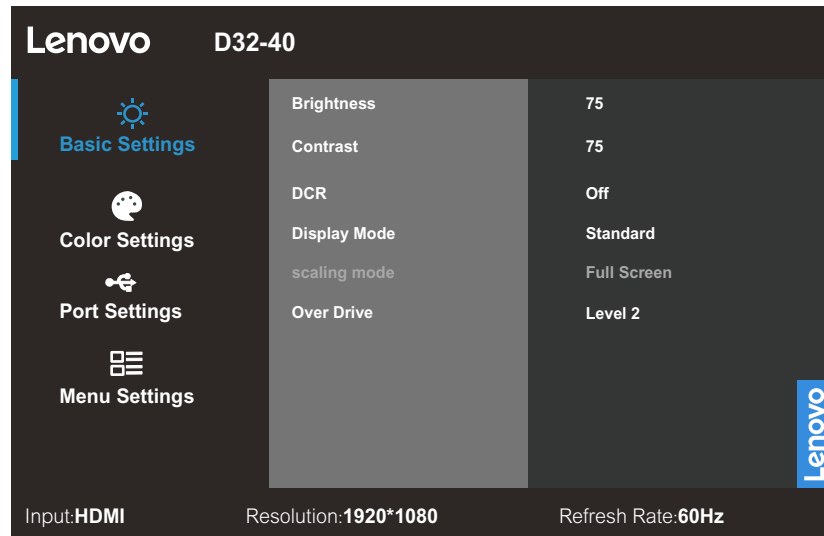 Lenovo D32-40
Basic Settings
Color Settings
Port Settings
Menu Settings
Brightness 75
Contrast 75
DCR Off
Display Mode Standard
scaling mode Full Screen
Over Drive Level 2
Lenovo
Input:HDMI Resolution:1920*1080 Refresh Rate:60Hz